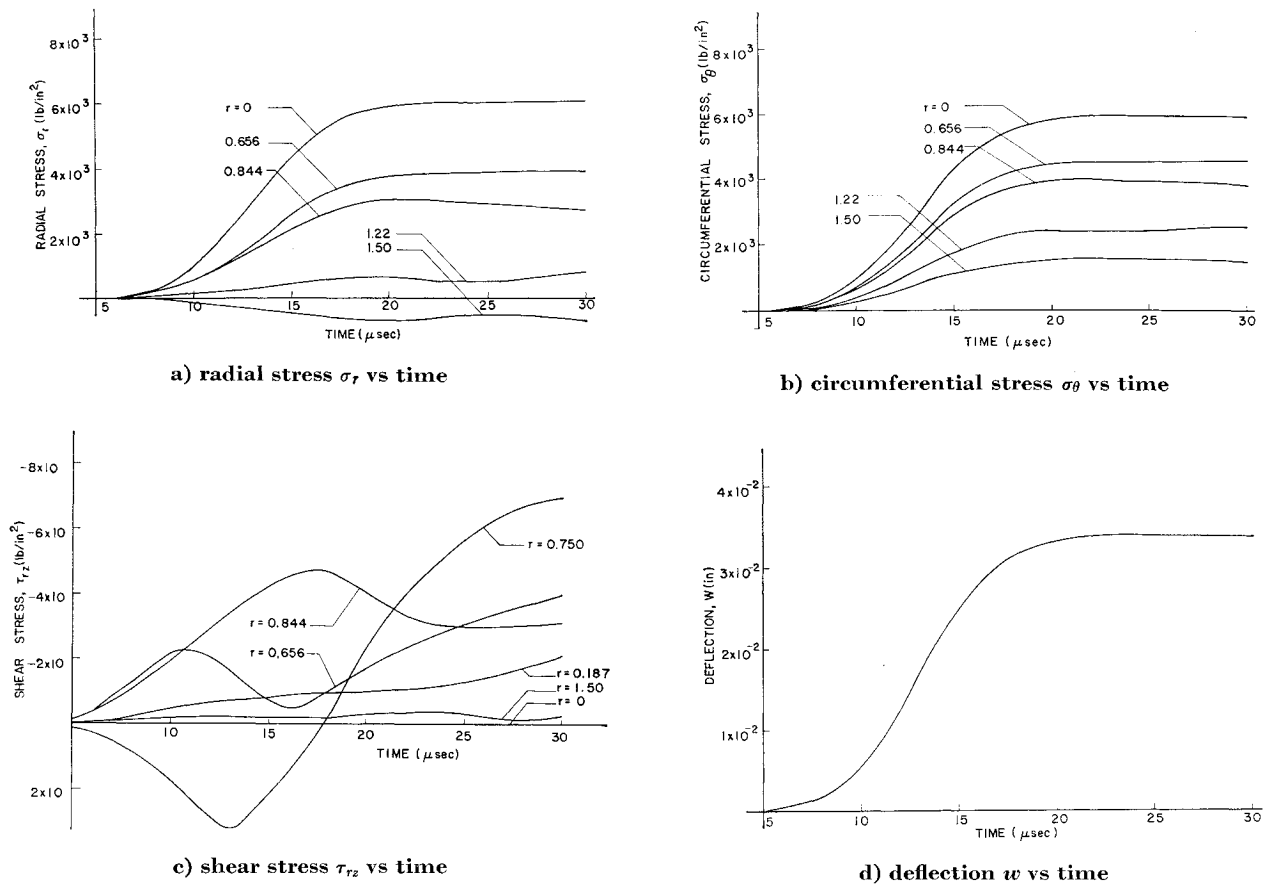 8x10³
6x10³
4x10³
2x10³
RADIAL STRESS, σr (lb/in²)
r = 0
0.656
0.844
1.22
1.50
5
10
15
20
25
30
TIME (μsec)
a) radial stress σr vs time
8x10³
6x10³
4x10³
2x10³
CIRCUMFERENTIAL STRESS, σθ (lb/in²)
r = 0
0.656
0.844
1.22
1.50
5
10
15
20
25
30
TIME (μsec)
b) circumferential stress σθ vs time
-8x10
-6x10
-4x10
-2x10
2x10
SHEAR STRESS, τrz (lb/in²)
r = 0.750
r = 0.844
r = 0.656
r = 0.187
r = 1.50
r = 0
10
15
20
25
30
TIME (μsec)
c) shear stress τrz vs time
4x10⁻²
3x10⁻²
2x10⁻²
1x10⁻²
DEFLECTION, W(in)
5
10
15
20
25
30
TIME (μsec)
d) deflection w vs time